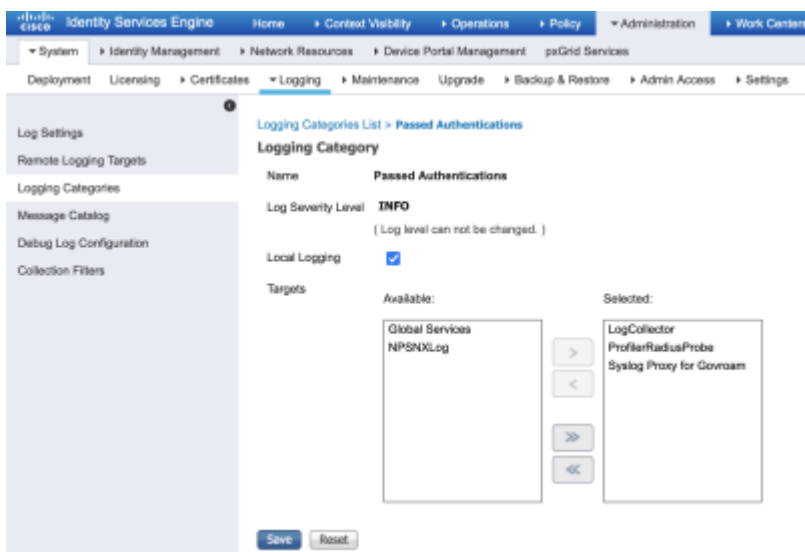 cisco Identity Services Engine Home Context Visibility Operations Policy Administration Work Centers
System Identity Management Network Resources Device Portal Management pxGrid Services
Deployment Licensing Certificates Logging Maintenance Upgrade Backup & Restore Admin Access Settings
Log Settings
Remote Logging Targets
Logging Categories
Message Catalog
Debug Log Configuration
Collection Filters
Logging Categories List > Passed Authentications
Logging Category
Name Passed Authentications
Log Severity Level INFO
( Log level can not be changed. )
Local Logging
Targets
Available: Selected:
Global Services LogCollector
NPSNXLog ProfilerRadiusProbe
Syslog Proxy for Govroam
>
<
>>
<<
Save Reset